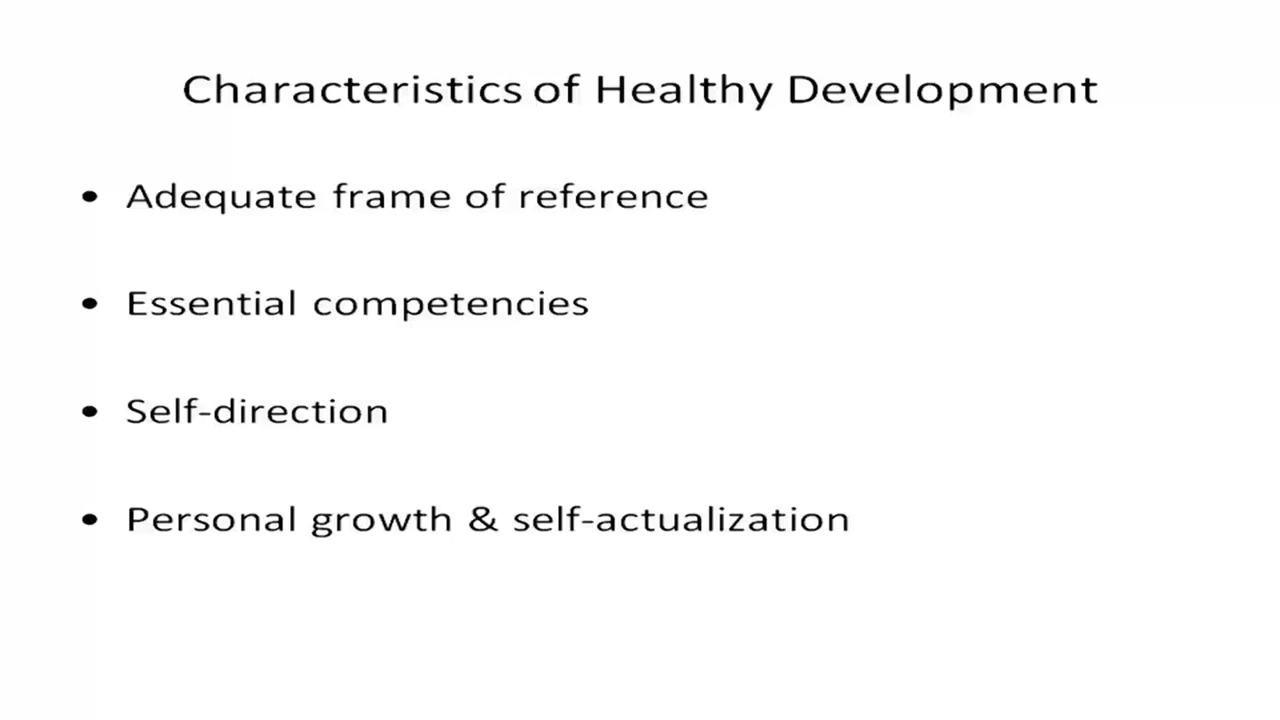 Characteristics of Healthy Development
• Adequate frame of reference
• Essential competencies
• Self-direction
• Personal growth & self-actualization